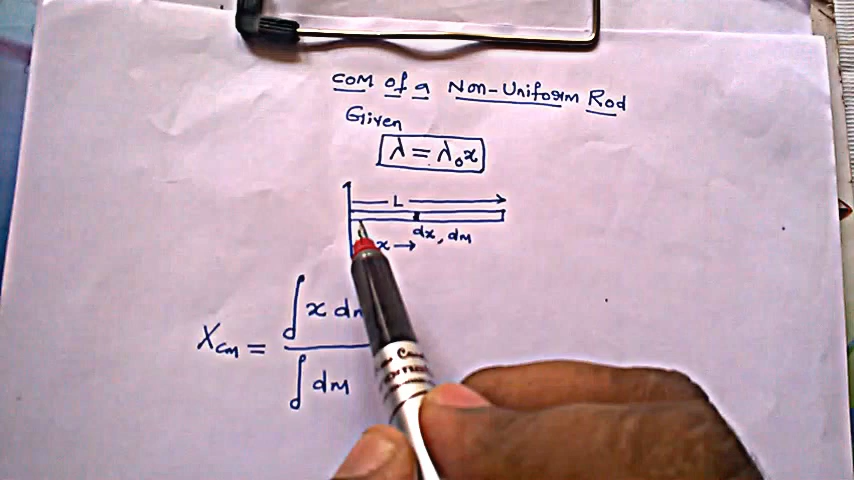 COM of a Non-Uniform Rod
Given
λ = λ₀x
L
dx, dm
x →
X_cm = ∫ x dm / ∫ dm